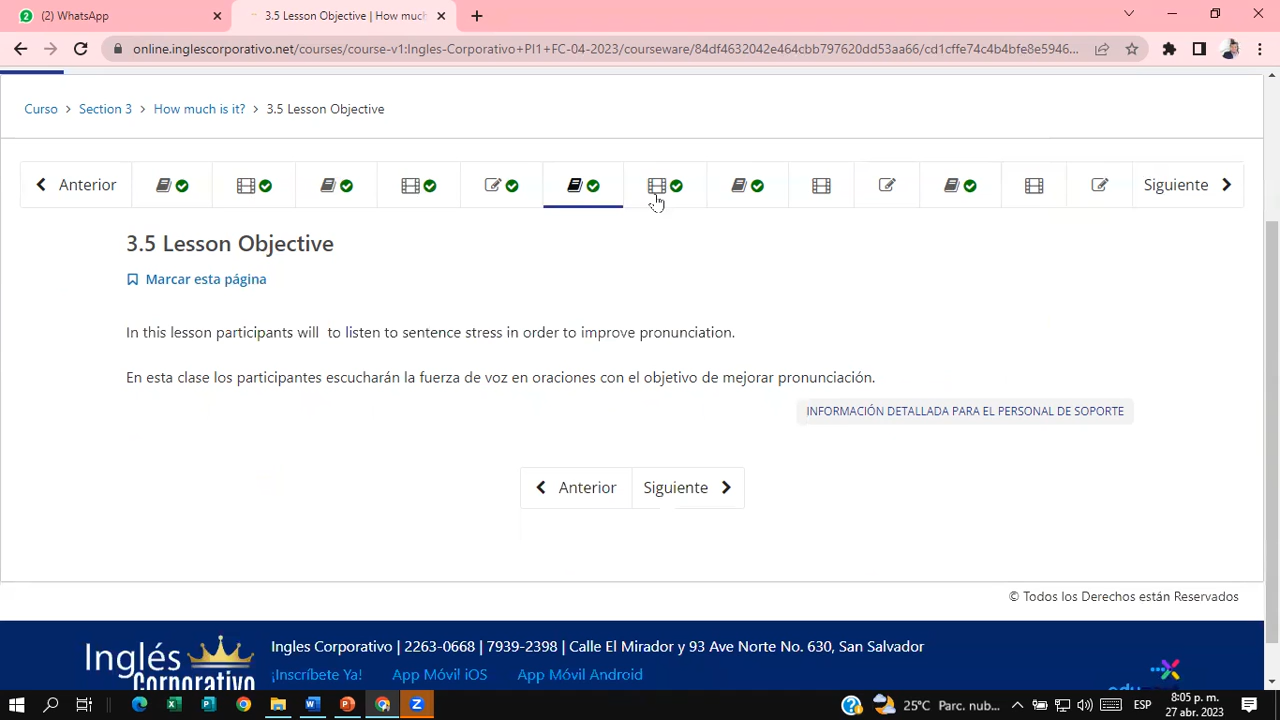 (2) WhatsApp
3.5 Lesson Objective | How much
online.inglescorporativo.net/courses/course-v1:Ingles-Corporativo+PI1+FC-04-2023/courseware/84df4632042e464cbb797620dd53aa66/cd1cffe74c4b4bfe8e5946...
Curso > Section 3 > How much is it? > 3.5 Lesson Objective
Anterior
Siguiente
3.5 Lesson Objective
Marcar esta página
In this lesson participants will to listen to sentence stress in order to improve pronunciation.
En esta clase los participantes escucharán la fuerza de voz en oraciones con el objetivo de mejorar pronunciación.
INFORMACIÓN DETALLADA PARA EL PERSONAL DE SOPORTE
Anterior
Siguiente
© Todos los Derechos están Reservados
Inglés
Corporativo
Ingles Corporativo | 2263-0668 | 7939-2398 | Calle El Mirador y 93 Ave Norte No. 630, San Salvador
¡Inscríbete Ya!
App Móvil iOS
App Móvil Android
25°C Parc. nub...
ESP
8:05 p. m.
27 abr. 2023